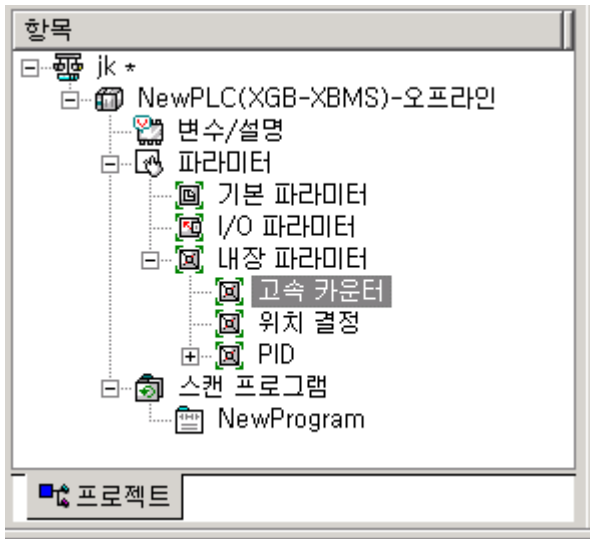 항목
jk *
NewPLC(XGB-XBMS)-오프라인
변수/설명
파라미터
기본 파라미터
I/O 파라미터
내장 파라미터
고속 카운터
위치 결정
PID
스캔 프로그램
NewProgram
프로젝트